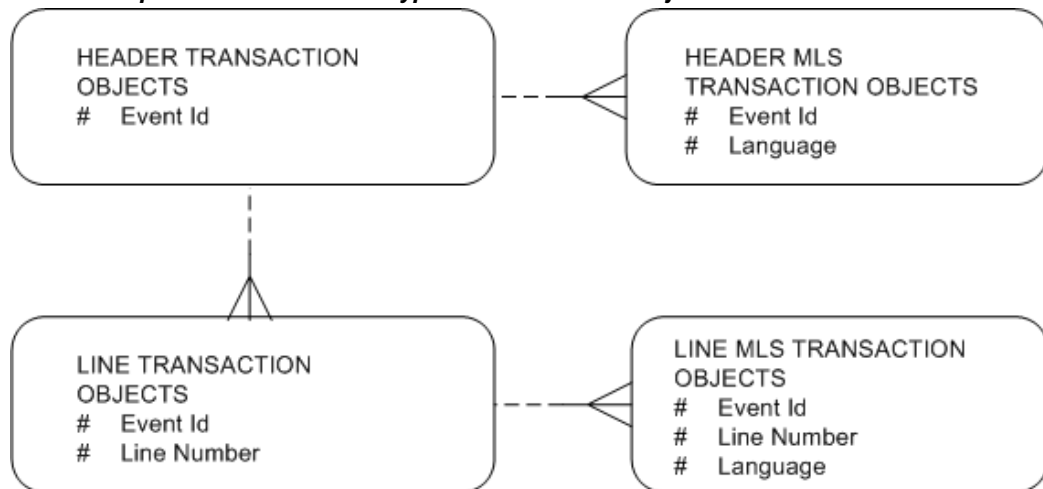 HEADER TRANSACTION
OBJECTS
# Event Id
HEADER MLS
TRANSACTION OBJECTS
# Event Id
# Language
LINE TRANSACTION
OBJECTS
# Event Id
# Line Number
LINE MLS TRANSACTION
OBJECTS
# Event Id
# Line Number
# Language